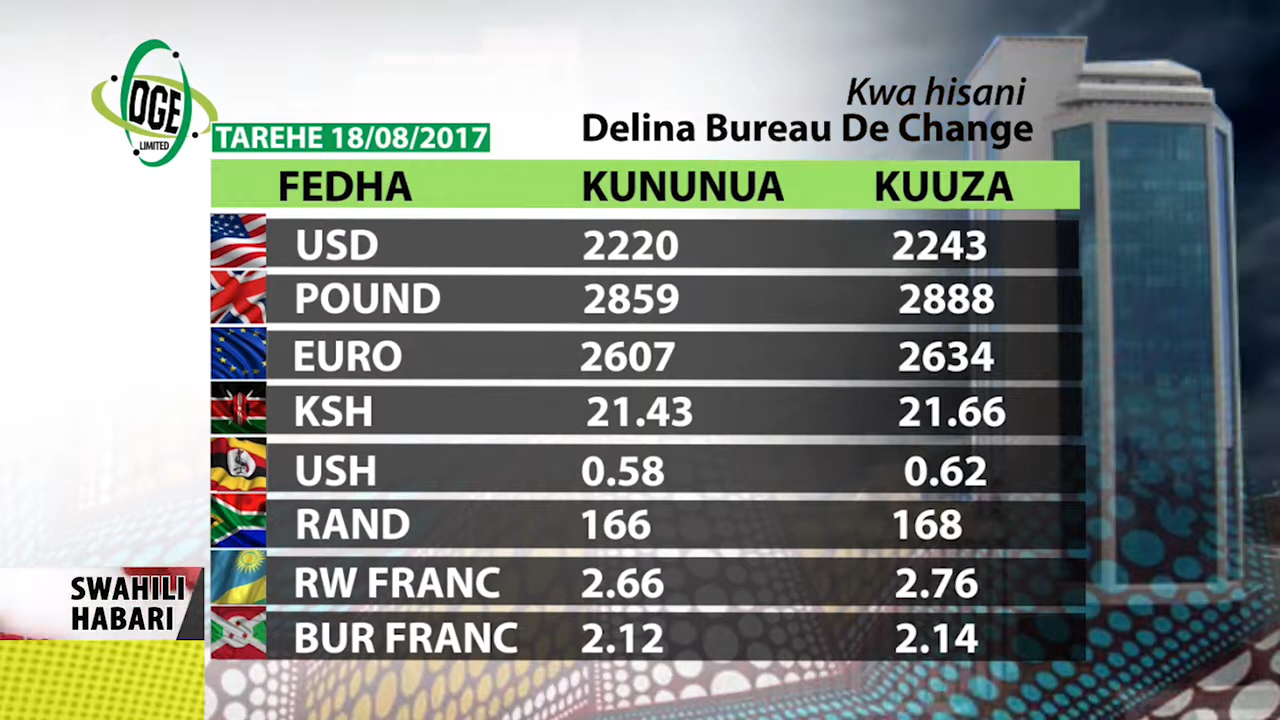 DGE
LIMITED
TAREHE 18/08/2017
Kwa hisani
Delina Bureau De Change
FEDHA KUNUNUA KUUZA
USD 2220 2243
POUND 2859 2888
EURO 2607 2634
KSH 21.43 21.66
USH 0.58 0.62
RAND 166 168
RW FRANC 2.66 2.76
BUR FRANC 2.12 2.14
SWAHILI
HABARI